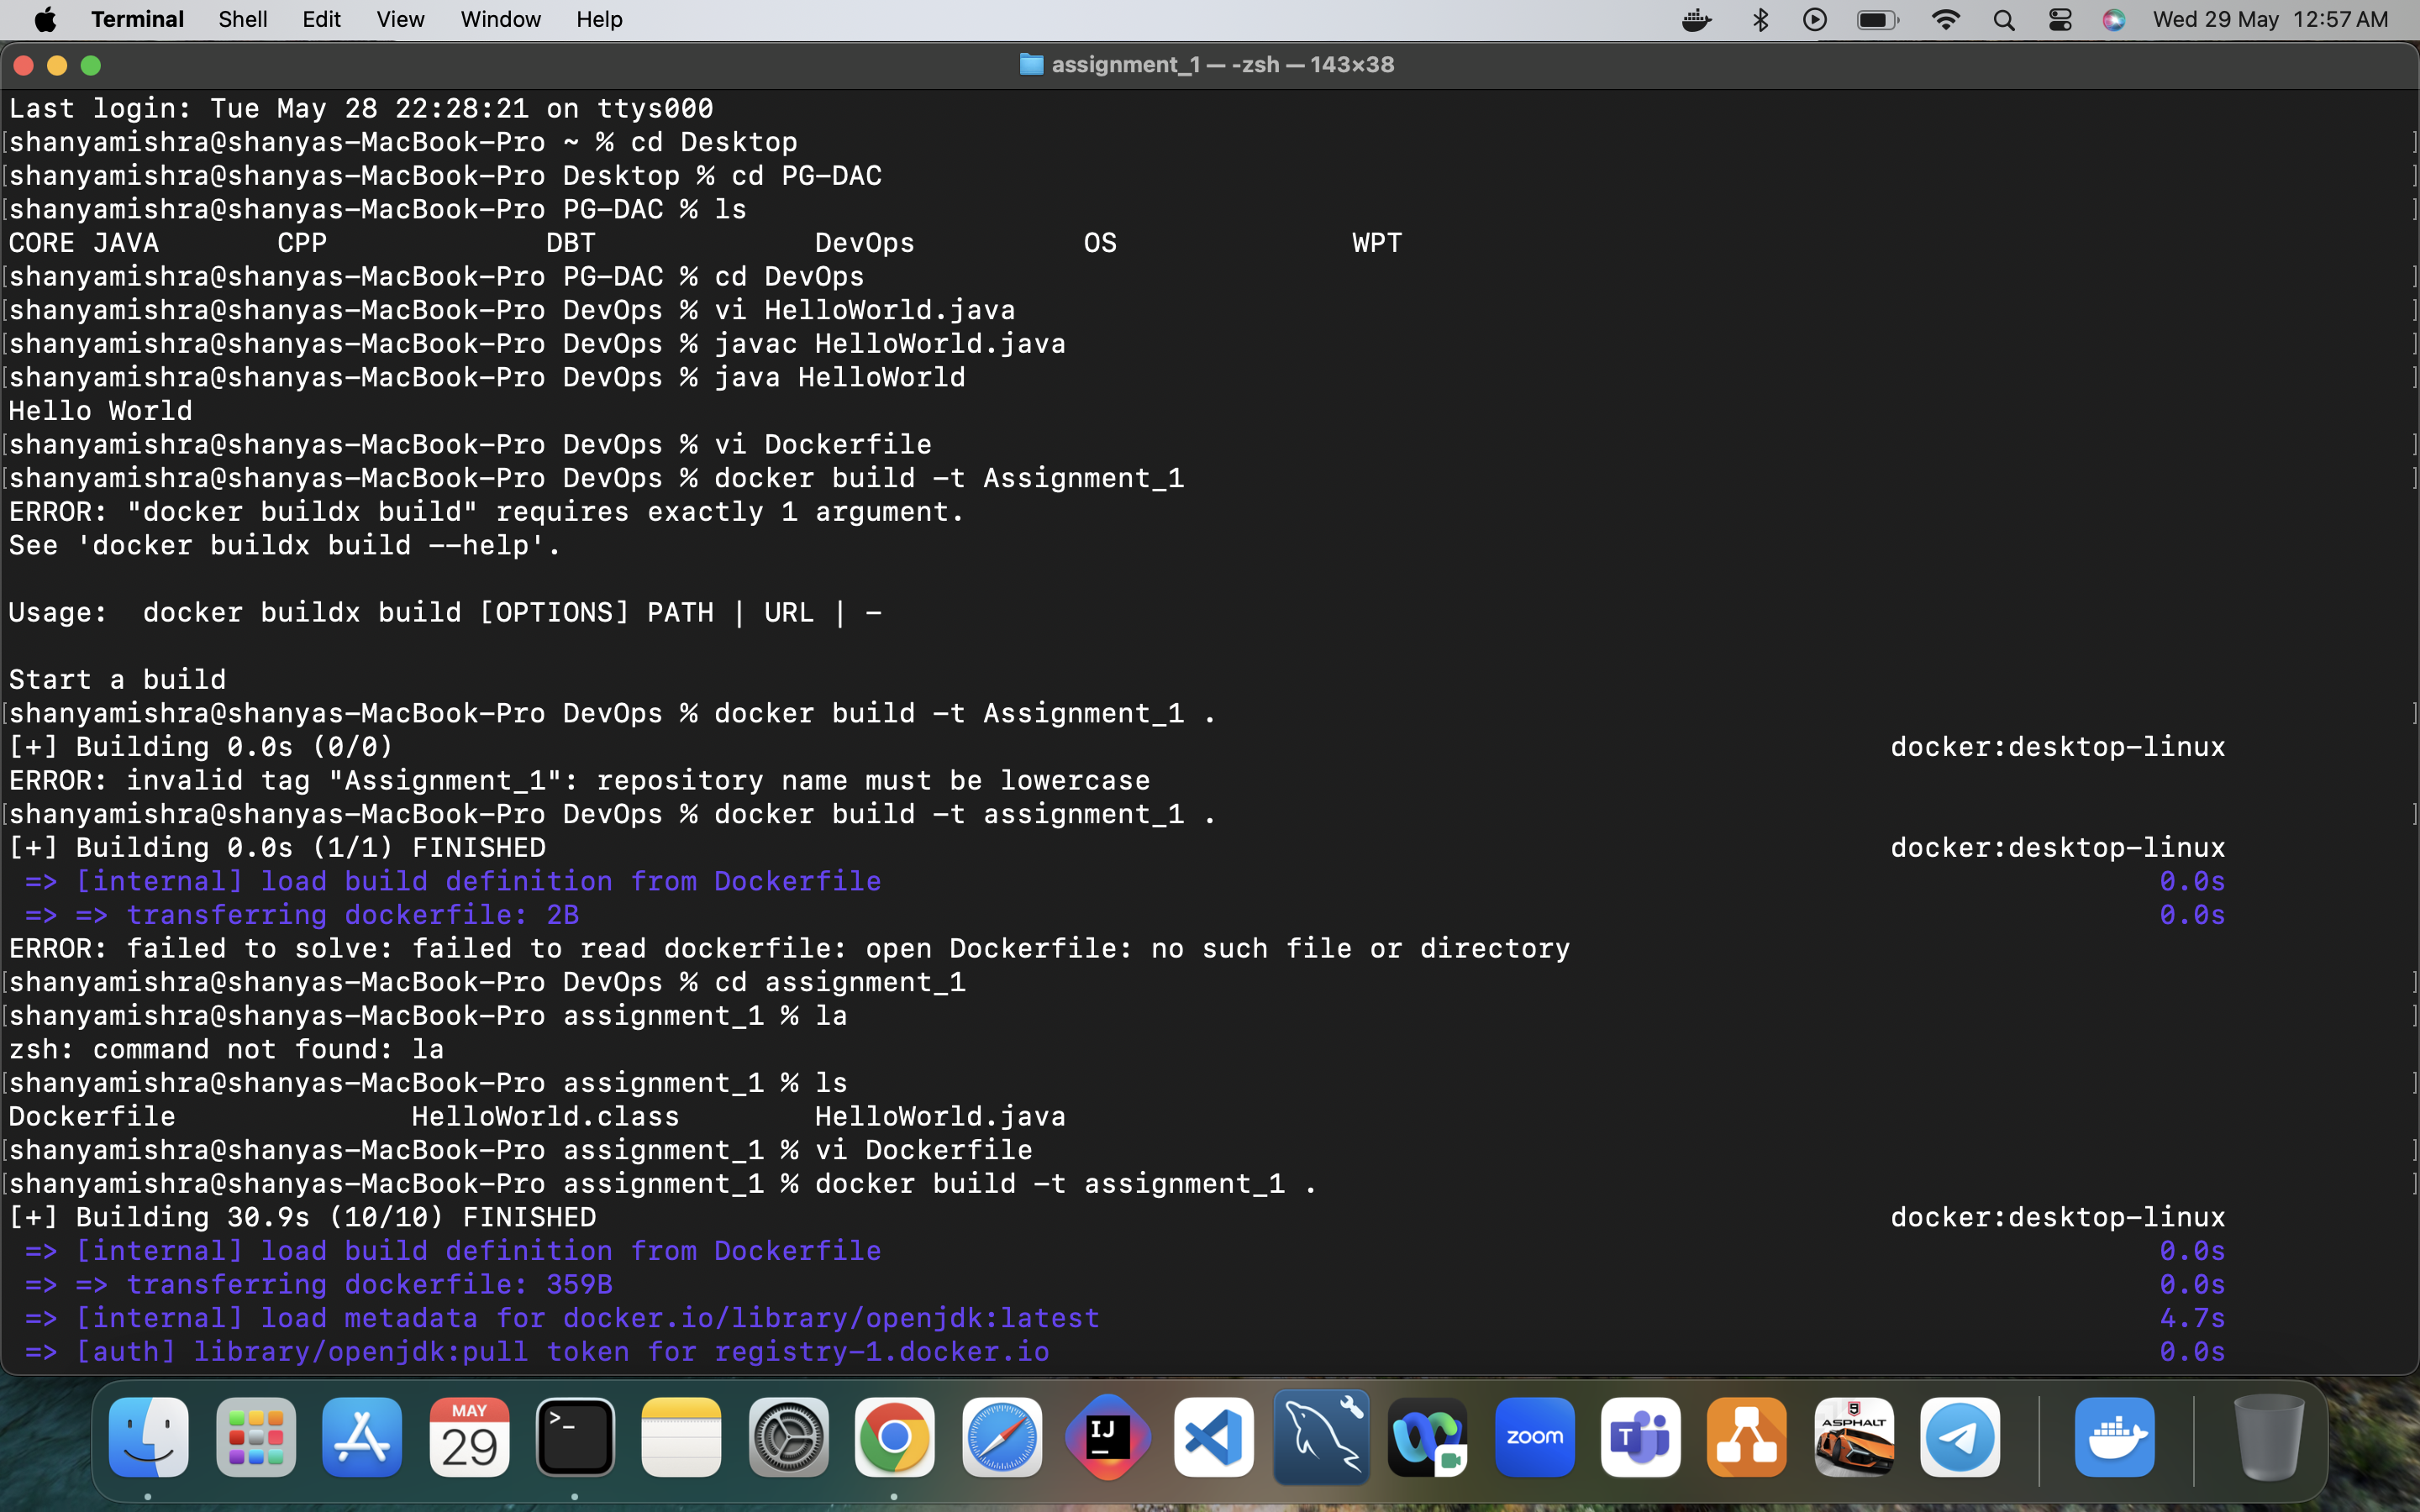 Terminal Shell Edit View Window Help Wed 29 May 12:57 AM
assignment_1 — -zsh — 143×38
Last login: Tue May 28 22:28:21 on ttys000
[shanyamishra@shanyas-MacBook-Pro ~ % cd Desktop ]
[shanyamishra@shanyas-MacBook-Pro Desktop % cd PG-DAC ]
[shanyamishra@shanyas-MacBook-Pro PG-DAC % ls ]
CORE JAVA CPP DBT DevOps OS WPT
[shanyamishra@shanyas-MacBook-Pro PG-DAC % cd DevOps ]
[shanyamishra@shanyas-MacBook-Pro DevOps % vi HelloWorld.java ]
[shanyamishra@shanyas-MacBook-Pro DevOps % javac HelloWorld.java ]
[shanyamishra@shanyas-MacBook-Pro DevOps % java HelloWorld ]
Hello World
[shanyamishra@shanyas-MacBook-Pro DevOps % vi Dockerfile ]
[shanyamishra@shanyas-MacBook-Pro DevOps % docker build -t Assignment_1 ]
ERROR: "docker buildx build" requires exactly 1 argument.
See 'docker buildx build --help'.
Usage:  docker buildx build [OPTIONS] PATH | URL | -
Start a build
[shanyamishra@shanyas-MacBook-Pro DevOps % docker build -t Assignment_1 . ]
[+] Building 0.0s (0/0) docker:desktop-linux
ERROR: invalid tag "Assignment_1": repository name must be lowercase
[shanyamishra@shanyas-MacBook-Pro DevOps % docker build -t assignment_1 . ]
[+] Building 0.0s (1/1) FINISHED docker:desktop-linux
=> [internal] load build definition from Dockerfile 0.0s
=> => transferring dockerfile: 2B 0.0s
ERROR: failed to solve: failed to read dockerfile: open Dockerfile: no such file or directory
[shanyamishra@shanyas-MacBook-Pro DevOps % cd assignment_1 ]
[shanyamishra@shanyas-MacBook-Pro assignment_1 % la ]
zsh: command not found: la
[shanyamishra@shanyas-MacBook-Pro assignment_1 % ls ]
Dockerfile HelloWorld.class HelloWorld.java
[shanyamishra@shanyas-MacBook-Pro assignment_1 % vi Dockerfile ]
[shanyamishra@shanyas-MacBook-Pro assignment_1 % docker build -t assignment_1 . ]
[+] Building 30.9s (10/10) FINISHED docker:desktop-linux
=> [internal] load build definition from Dockerfile 0.0s
=> => transferring dockerfile: 359B 0.0s
=> [internal] load metadata for docker.io/library/openjdk:latest 4.7s
=> [auth] library/openjdk:pull token for registry-1.docker.io 0.0s
MAY
29
>_
IJ
zoom
T
9
ASPHALT